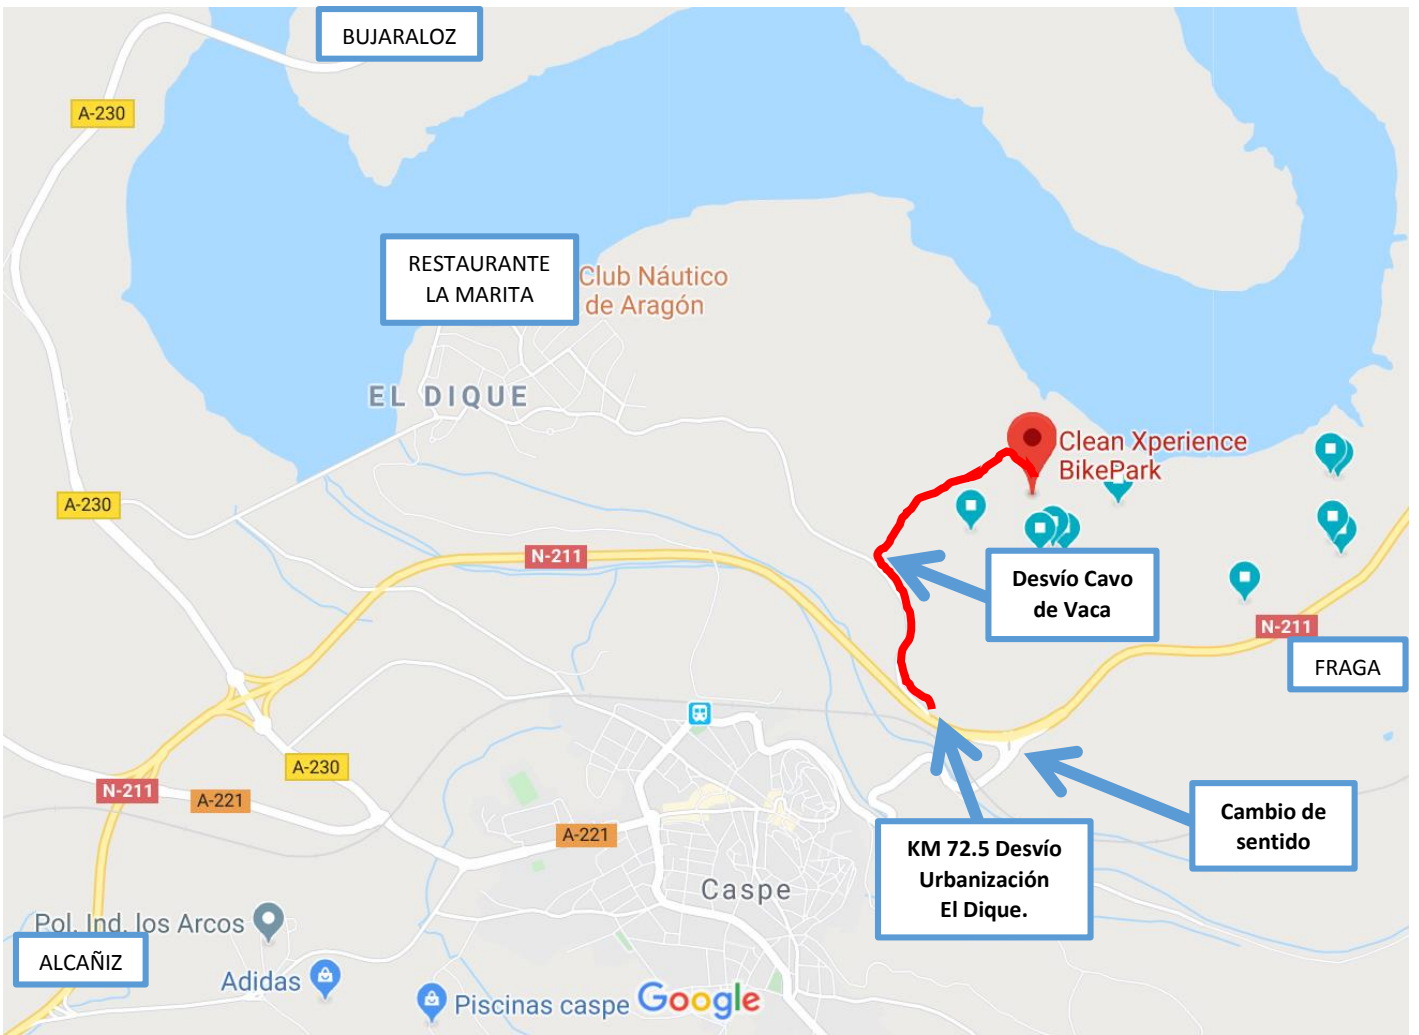 BUJARALOZ
A-230
RESTAURANTE
LA MARITA
Club Náutico
de Aragón
EL DIQUE
Clean Xperience
BikePark
A-230
N-211
Desvío Cavo
de Vaca
N-211
FRAGA
A-230
N-211
A-221
A-221
Cambio de
sentido
KM 72.5 Desvío
Urbanización
El Dique.
Caspe
Pol. Ind. los Arcos
ALCAÑIZ
Adidas
Piscinas caspe
Google